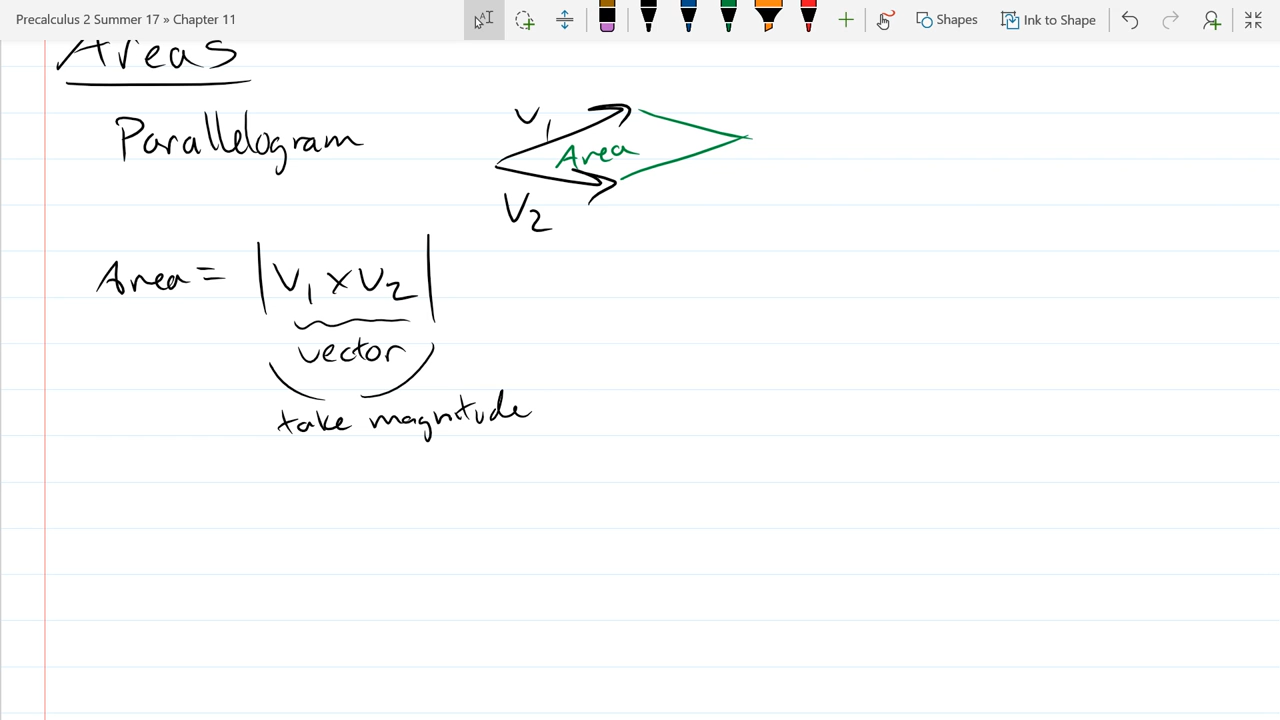 Precalculus 2 Summer 17 » Chapter 11
Shapes
Ink to Shape
Areas
Parallelogram
V1
Area
V2
Area = |V1 x V2|
vector
take magnitude